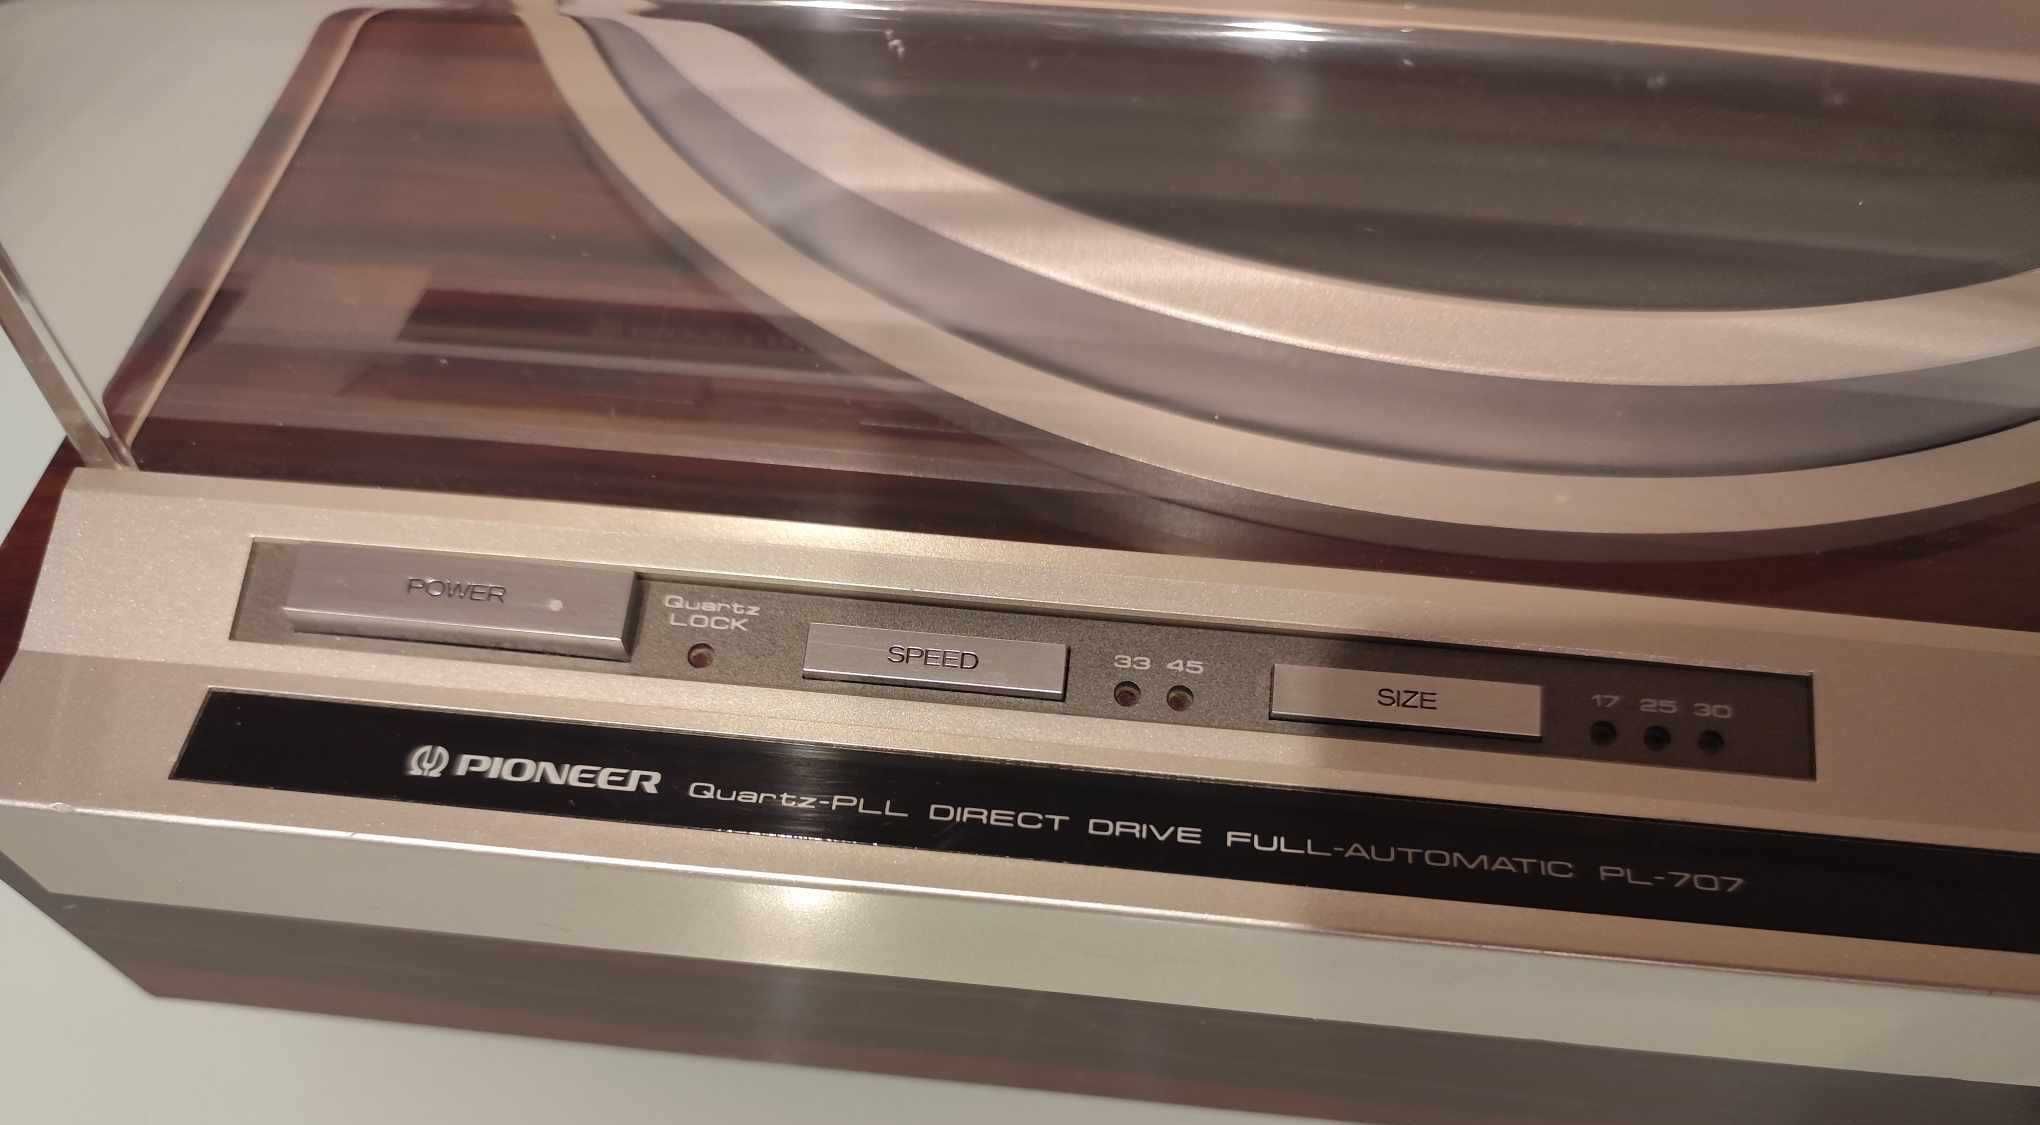 POWER
Quartz
LOCK
SPEED
33 45
SIZE
17 25 30
PIONEER Quartz-PLL DIRECT DRIVE FULL-AUTOMATIC PL-707